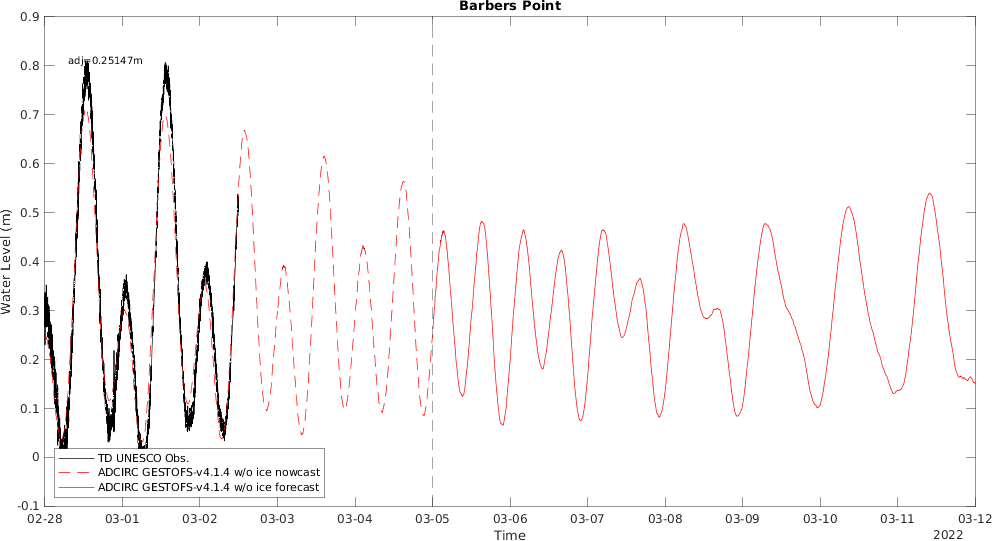 Barbers Point
0.9
0.8
0.7
0.6
0.5
0.4
0.3
0.2
0.1
0
-0.1
Water Level (m)
adj=0.25147m
TD UNESCO Obs.
ADCIRC GESTOFS-v4.1.4 w/o ice nowcast
ADCIRC GESTOFS-v4.1.4 w/o ice forecast
02-28 03-01 03-02 03-03 03-04 03-05 03-06 03-07 03-08 03-09 03-10 03-11 03-12
Time
2022